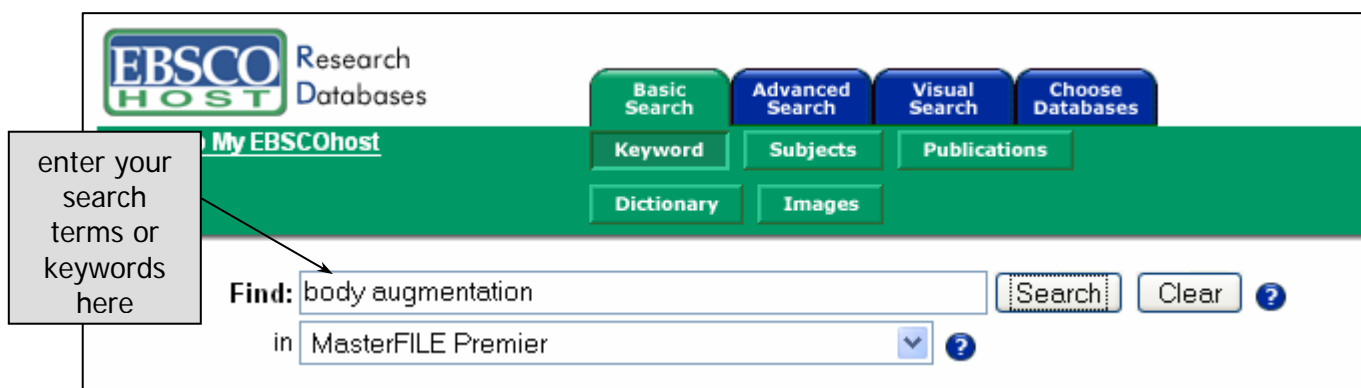 EBSCO
HOST
Research
Databases
Basic
Search
Advanced
Search
Visual
Search
Choose
Databases
My EBSCOhost
Keyword
Subjects
Publications
Dictionary
Images
enter your
search
terms or
keywords
here
Find: body augmentation
Search
Clear
?
in MasterFILE Premier
?